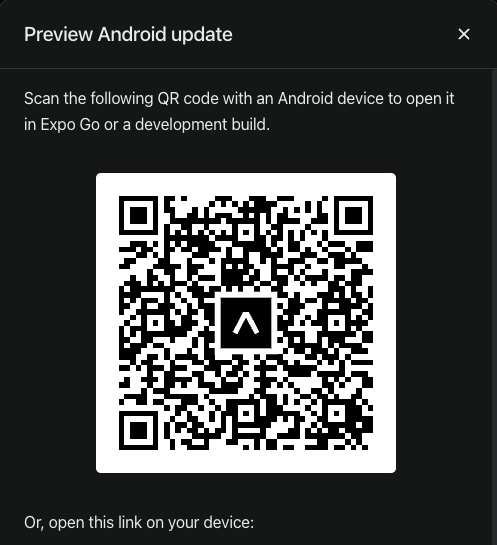 Preview Android update
Scan the following QR code with an Android device to open it
in Expo Go or a development build.
Or, open this link on your device: